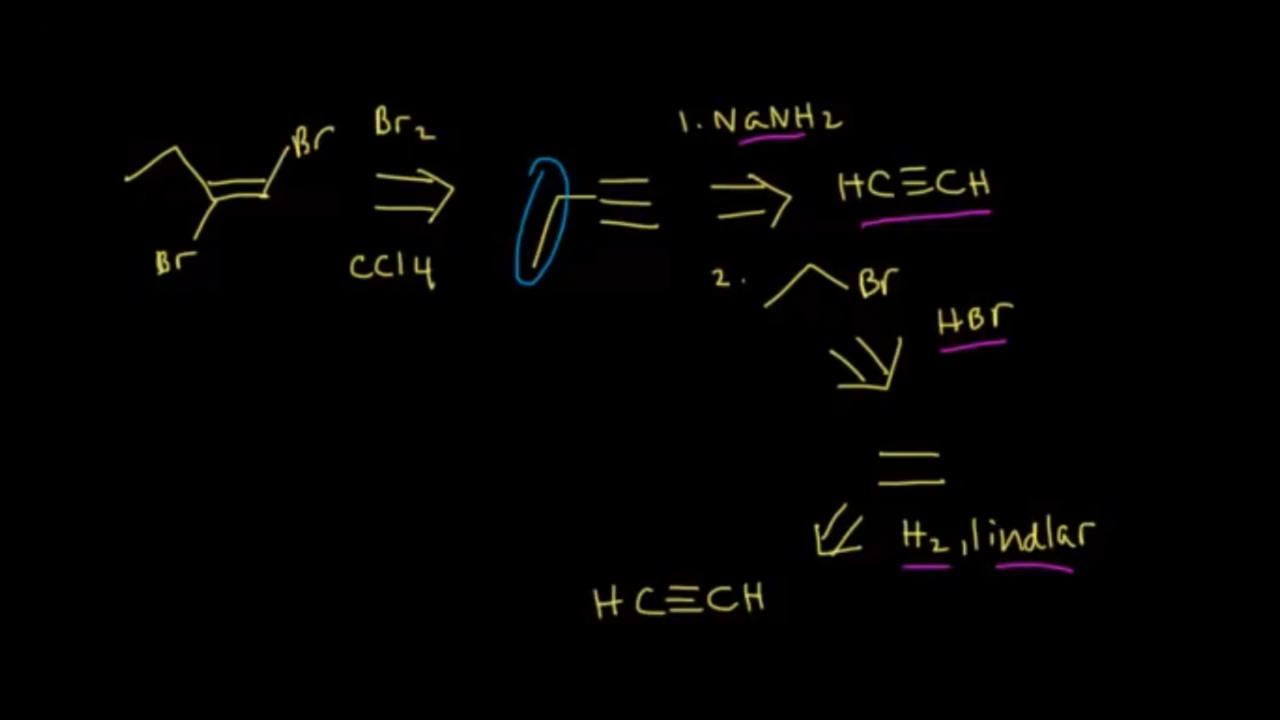 Br
Br
Br2
CCl4
1. NaNH2
HC≡CH
2.
Br
HBr
H2, lindlar
HC≡CH